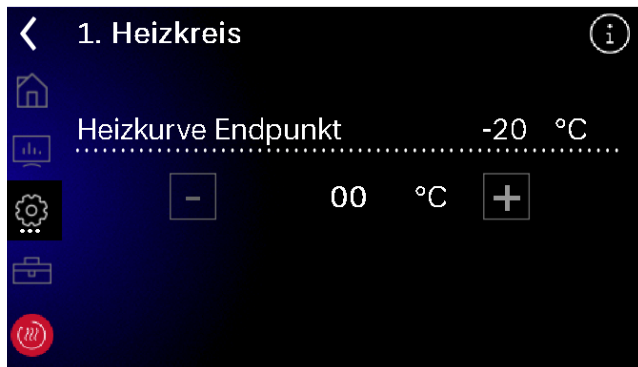 1. Heizkreis
Heizkurve Endpunkt -20 °C
- 00 °C +